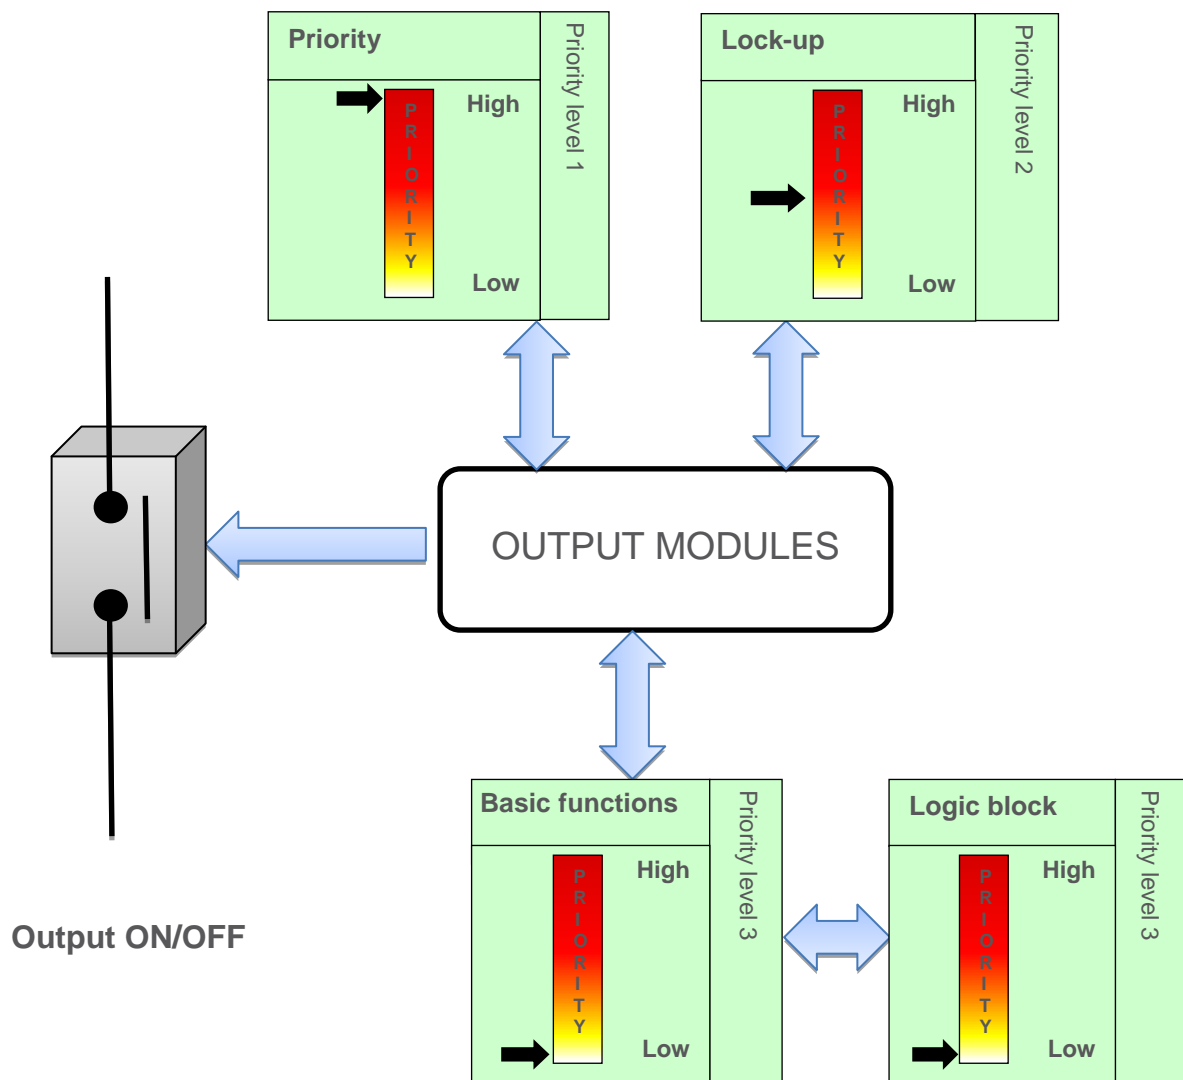 Priority
Priority level 1
High
PRIORITY
Low
Lock-up
Priority level 2
High
PRIORITY
Low
OUTPUT MODULES
Output ON/OFF
Basic functions
Priority level 3
High
PRIORITY
Low
Logic block
Priority level 3
High
PRIORITY
Low